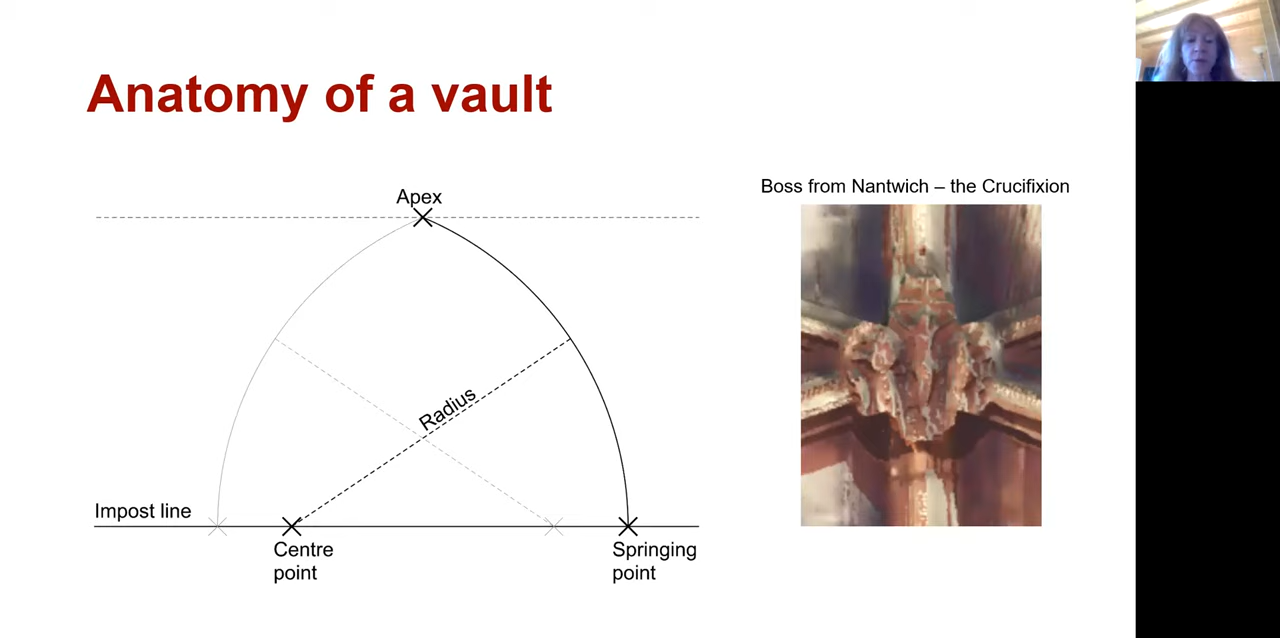 Anatomy of a vault
Apex
Boss from Nantwich – the Crucifixion
Radius
Impost line
Centre
point
Springing
point